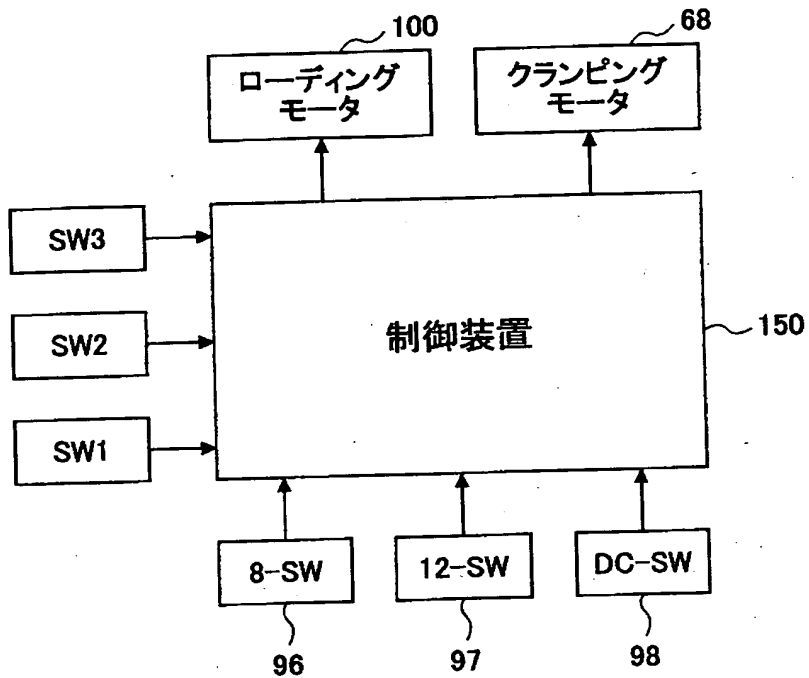 100
68
ローディング
モータ
クランピング
モータ
SW3
SW2
制御装置
150
SW1
8-SW
12-SW
DC-SW
96
97
98